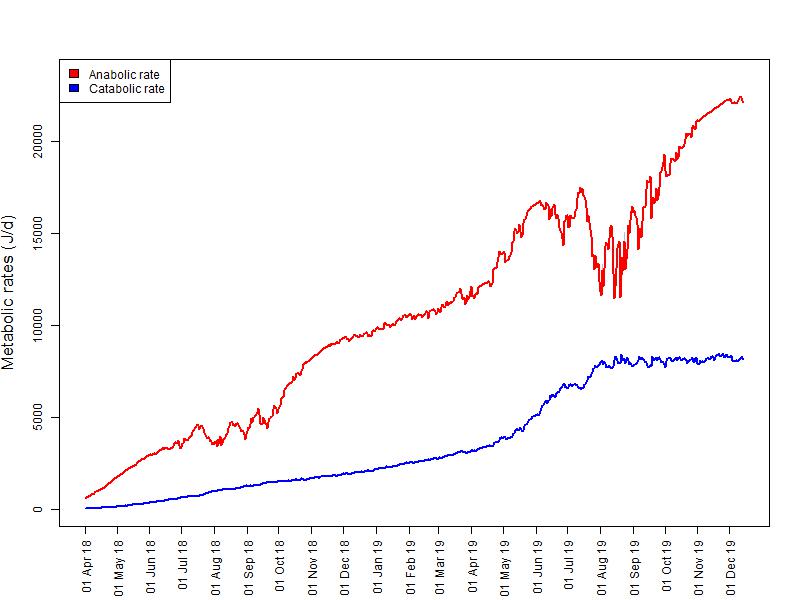 Anabolic rate
Catabolic rate
Metabolic rates (J/d)
20000
15000
10000
5000
0
01 Apr 18
01 May 18
01 Jun 18
01 Jul 18
01 Aug 18
01 Sep 18
01 Oct 18
01 Nov 18
01 Dec 18
01 Jan 19
01 Feb 19
01 Mar 19
01 Apr 19
01 May 19
01 Jun 19
01 Jul 19
01 Aug 19
01 Sep 19
01 Oct 19
01 Nov 19
01 Dec 19